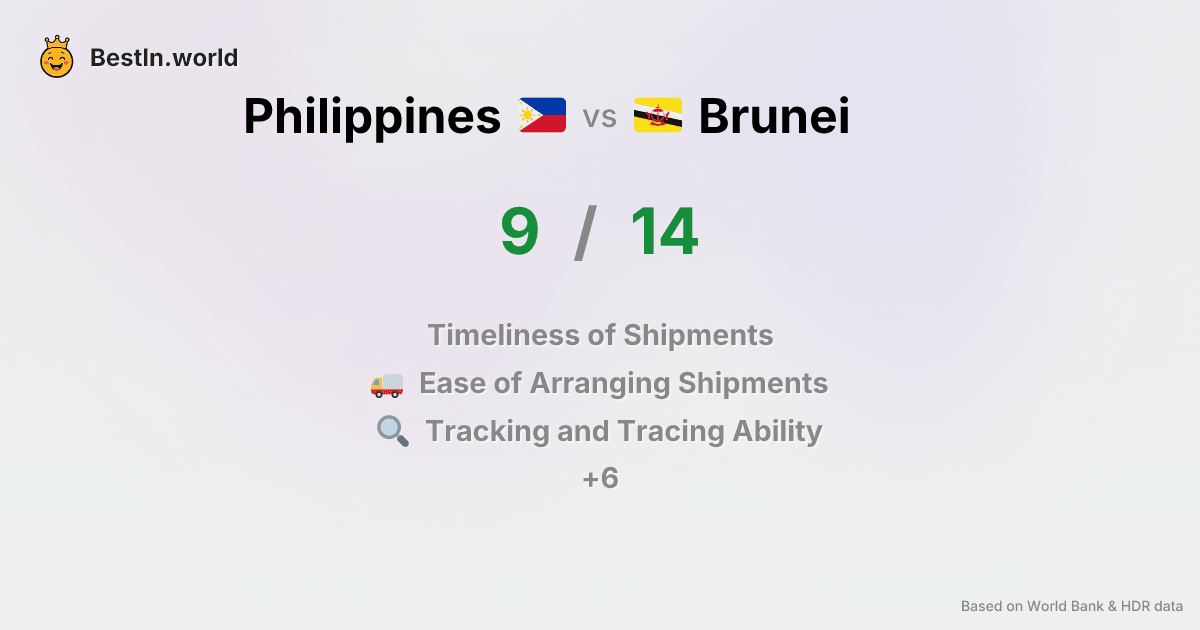 BestIn.world
Philippines vs Brunei
9 / 14
Timeliness of Shipments
Ease of Arranging Shipments
Tracking and Tracing Ability
+6
Based on World Bank & HDR data